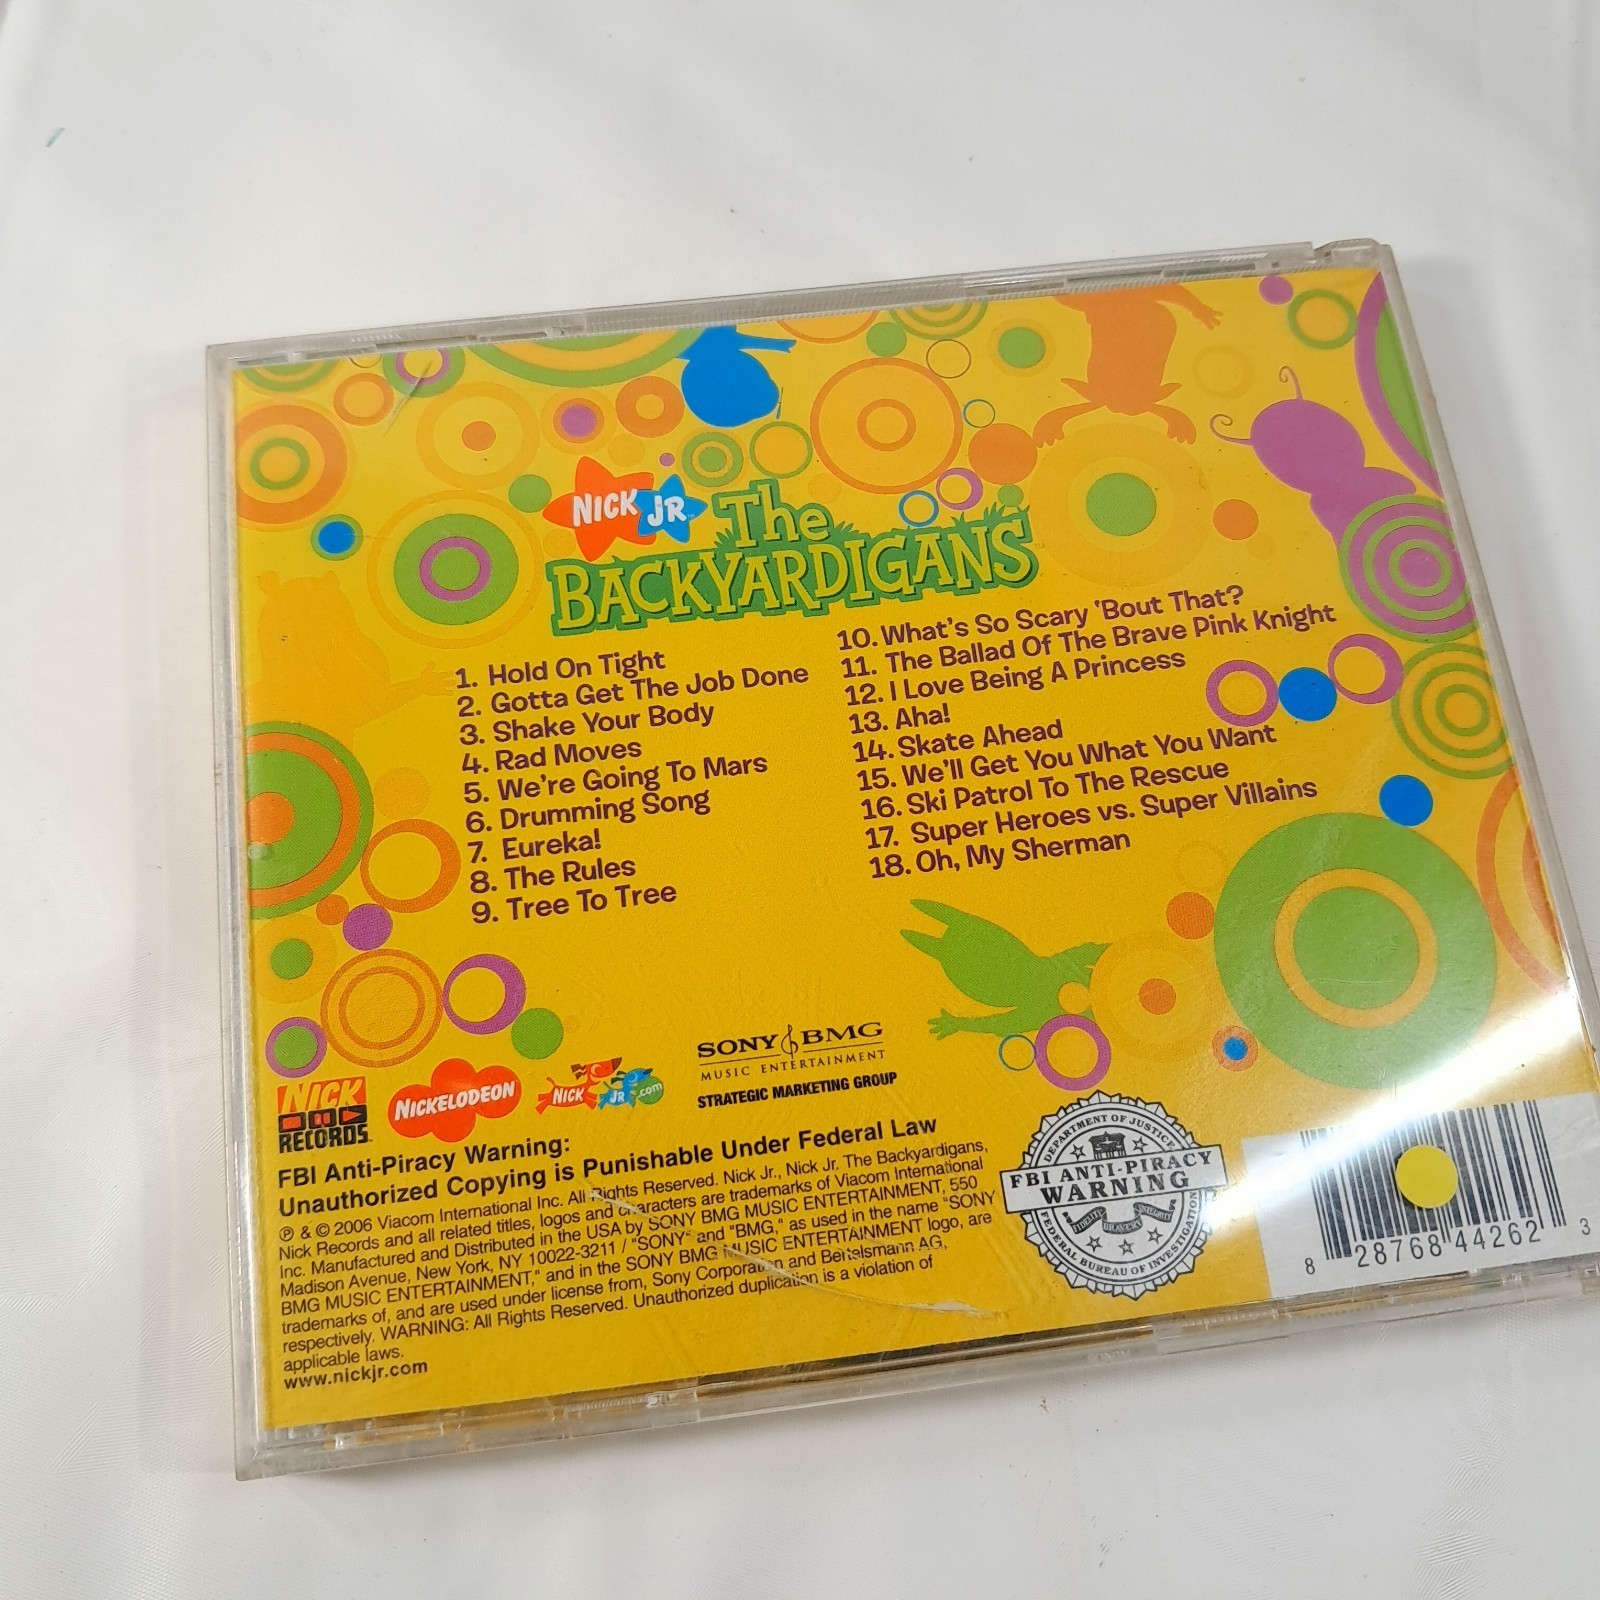 NICK JR™ The
BACKYARDIGANS
1. Hold On Tight
2. Gotta Get The Job Done
3. Shake Your Body
4. Rad Moves
5. We're Going To Mars
6. Drumming Song
7. Eureka!
8. The Rules
9. Tree To Tree
10. What's So Scary 'Bout That?
11. The Ballad Of The Brave Pink Knight
12. I Love Being A Princess
13. Aha!
14. Skate Ahead
15. We'll Get You What You Want
16. Ski Patrol To The Rescue
17. Super Heroes vs. Super Villains
18. Oh, My Sherman
NICK
RECORDS™
NICKELODEON
NICK JR .com
SONY BMG
MUSIC ENTERTAINMENT
STRATEGIC MARKETING GROUP
FBI Anti-Piracy Warning:
Unauthorized Copying is Punishable Under Federal Law
℗ & © 2006 Viacom International Inc. All Rights Reserved. Nick Jr., Nick Jr. The Backyardigans,
Nick Records and all related titles, logos and characters are trademarks of Viacom International
Inc. Manufactured and Distributed in the USA by SONY BMG MUSIC ENTERTAINMENT, 550
Madison Avenue, New York, NY 10022-3211 / "SONY" and "BMG," as used in the name "SONY
BMG MUSIC ENTERTAINMENT," and in the SONY BMG MUSIC ENTERTAINMENT logo, are
trademarks of, and are used under license from, Sony Corporation and Bertelsmann AG,
respectively. WARNING: All Rights Reserved. Unauthorized duplication is a violation of
applicable laws.
www.nickjr.com
DEPARTMENT OF JUSTICE
FBI ANTI-PIRACY
WARNING
FIDELITY BRAVERY INTEGRITY
FEDERAL BUREAU OF INVESTIGATION
8 28768 44262 3